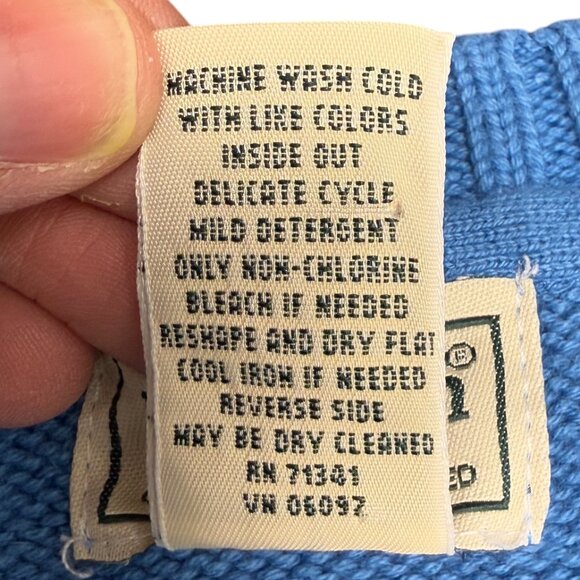 MACHINE WASH COLD
WITH LIKE COLORS
INSIDE OUT
DELICATE CYCLE
MILD DETERGENT
ONLY NON-CHLORINE
BLEACH IF NEEDED
RESHAPE AND DRY FLAT
COOL IRON IF NEEDED
REVERSE SIDE
MAY BE DRY CLEANED
RN 71341
VN 06097